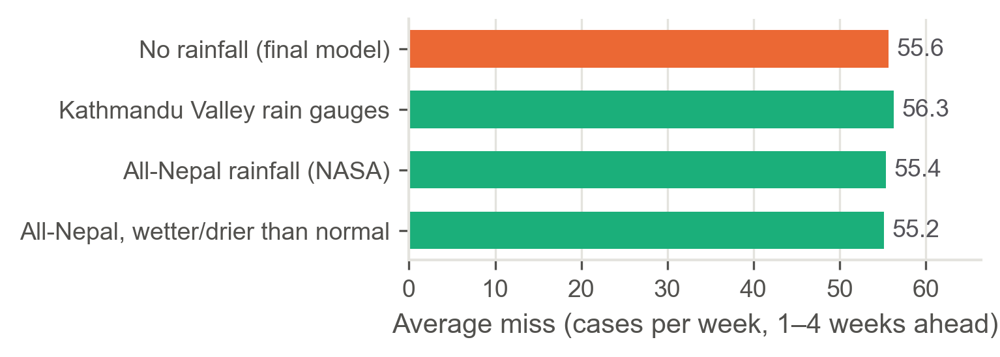 No rainfall (final model) 55.6
Kathmandu Valley rain gauges 56.3
All-Nepal rainfall (NASA) 55.4
All-Nepal, wetter/drier than normal 55.2
0 10 20 30 40 50 60
Average miss (cases per week, 1–4 weeks ahead)